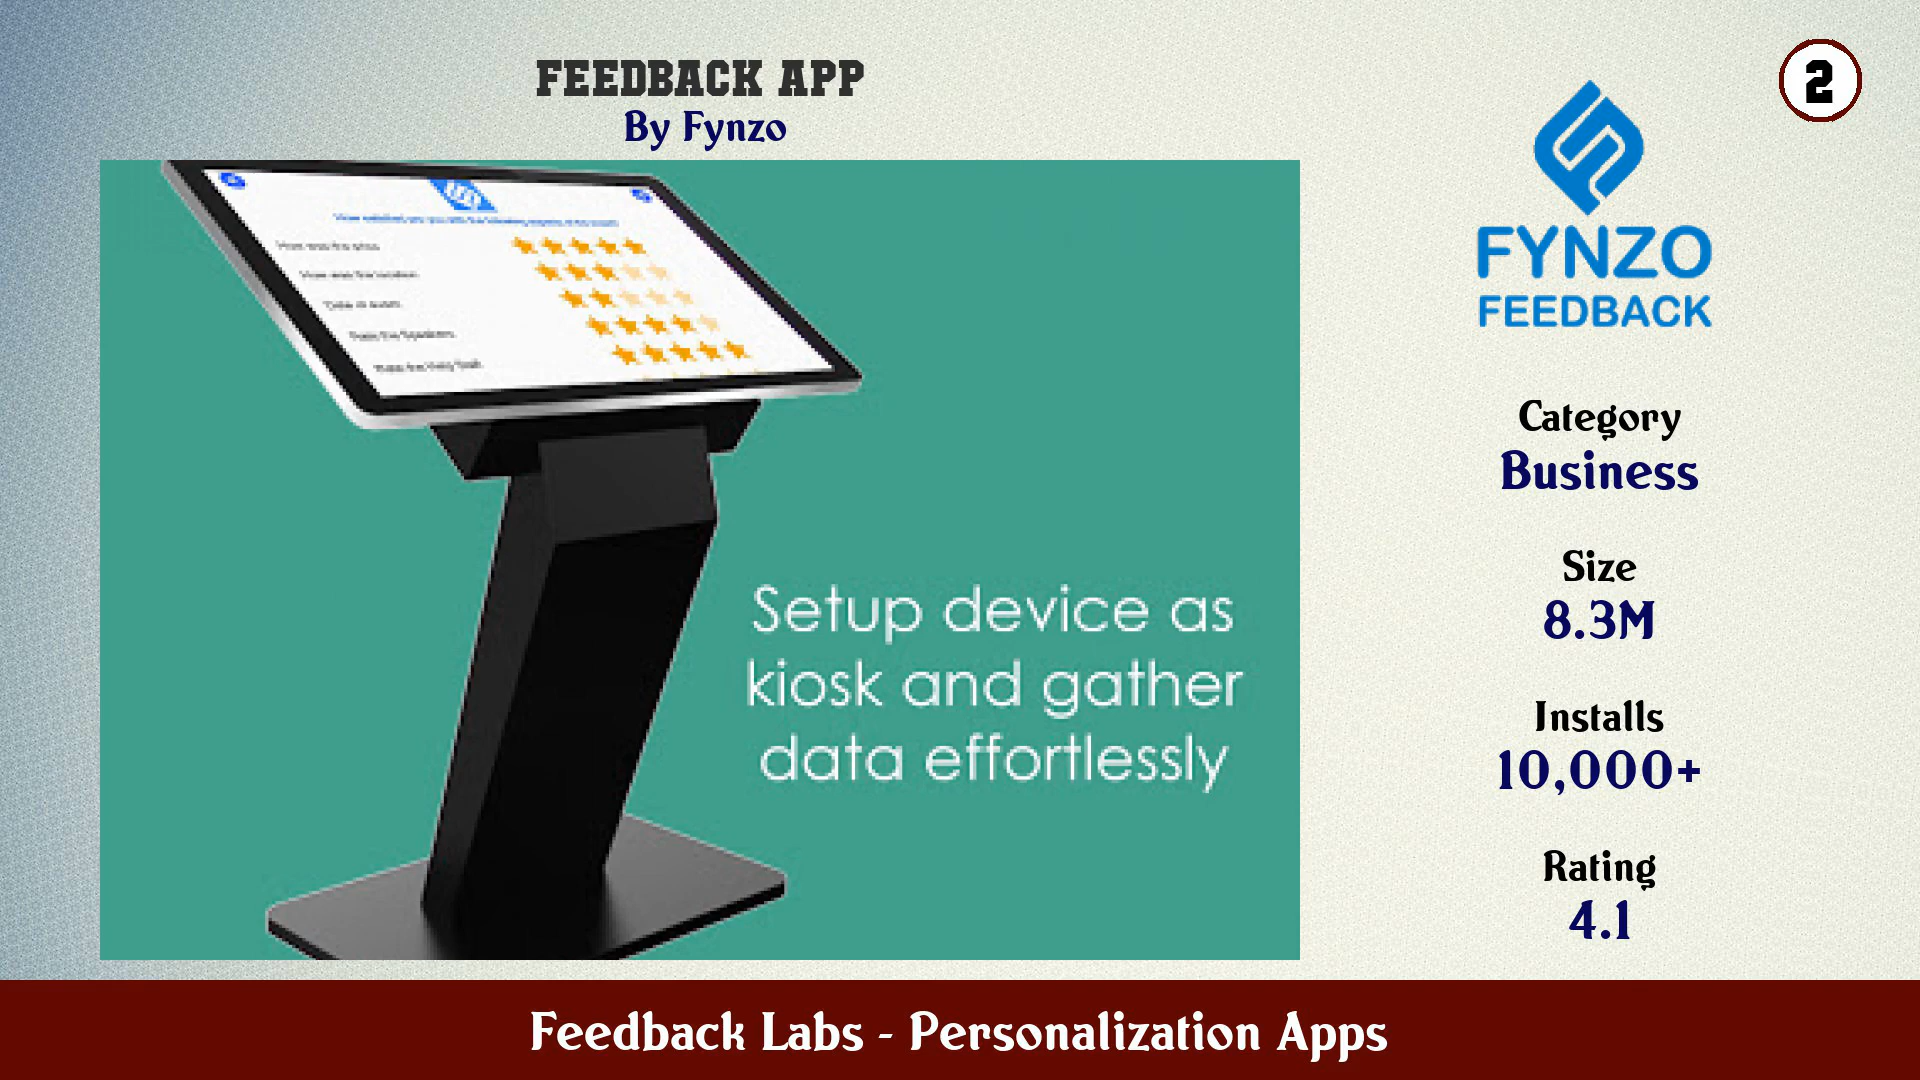 FEEDBACK APP
By Fynzo
2
FYNZO
FEEDBACK
Setup device as
kiosk and gather
data effortlessly
Category
Business
Size
8.3M
Installs
10,000+
Rating
4.1
Feedback Labs - Personalization Apps